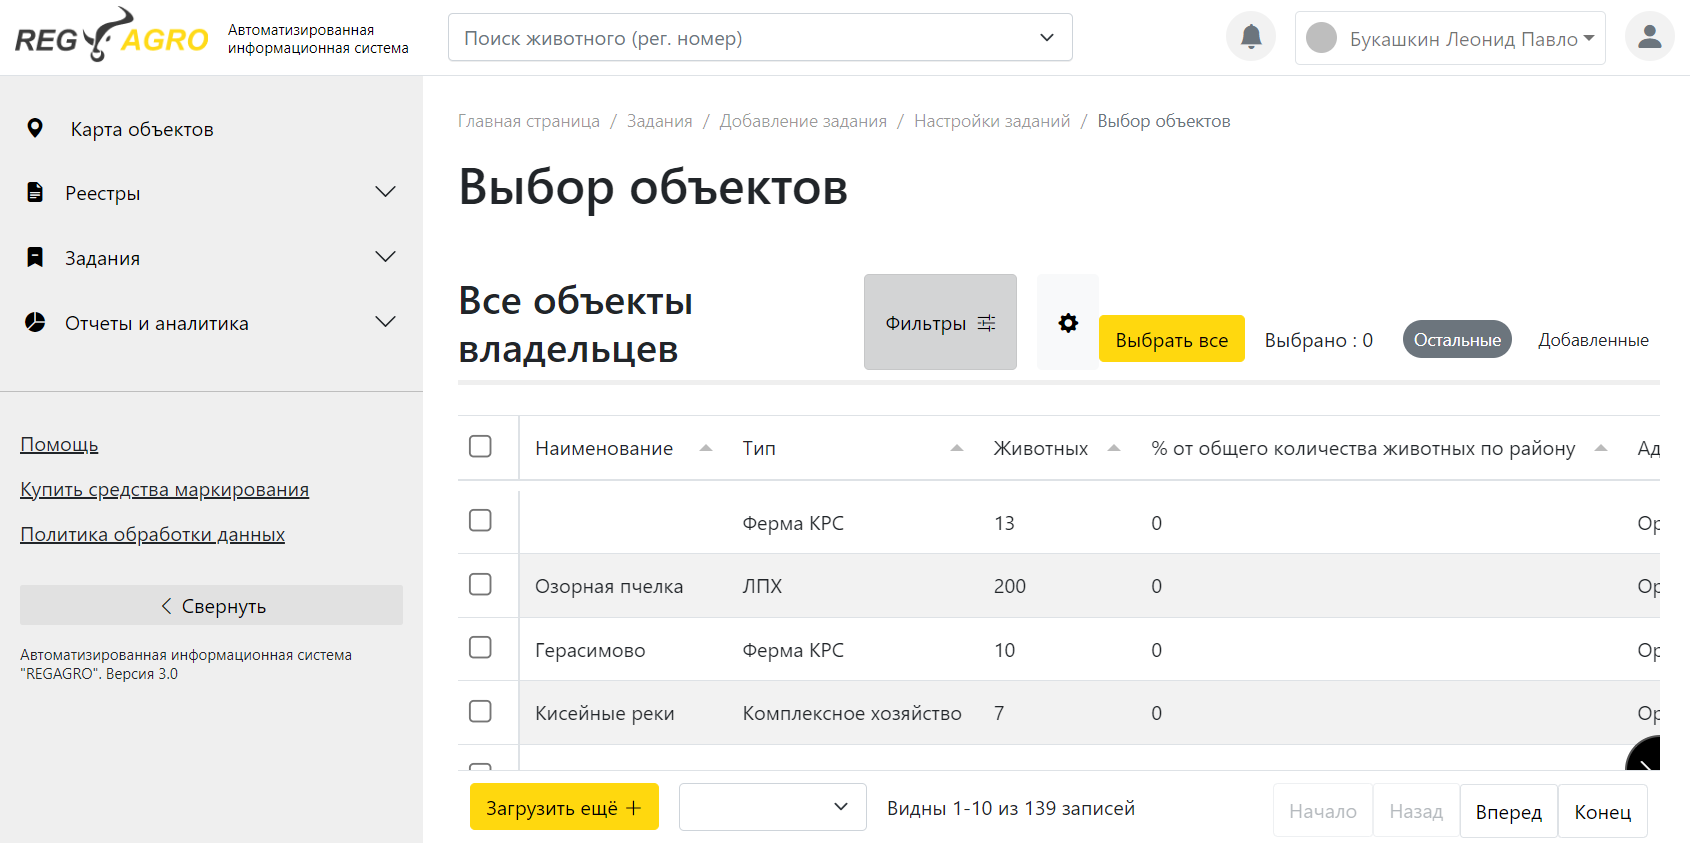 REG AGRO
Автоматизированная
информационная система
Поиск животного (рег. номер)
Букашкин Леонид Павло
Карта объектов
Реестры
Задания
Отчеты и аналитика
Помощь
Купить средства маркирования
Политика обработки данных
Свернуть
Автоматизированная информационная система
"REGAGRO". Версия 3.0
Главная страница / Задания / Добавление задания / Настройки заданий / Выбор объектов
Выбор объектов
Все объекты
владельцев
Фильтры
Выбрать все
Выбрано : 0
Остальные
Добавленные
Наименование Тип Животных % от общего количества животных по району Ад
Ферма КРС 13 0 Ор
Озорная пчелка ЛПХ 200 0 Ор
Герасимово Ферма КРС 10 0 Ор
Кисейные реки Комплексное хозяйство 7 0 Ор
Загрузить ещё +
Видны 1-10 из 139 записей
Начало Назад Вперед Конец